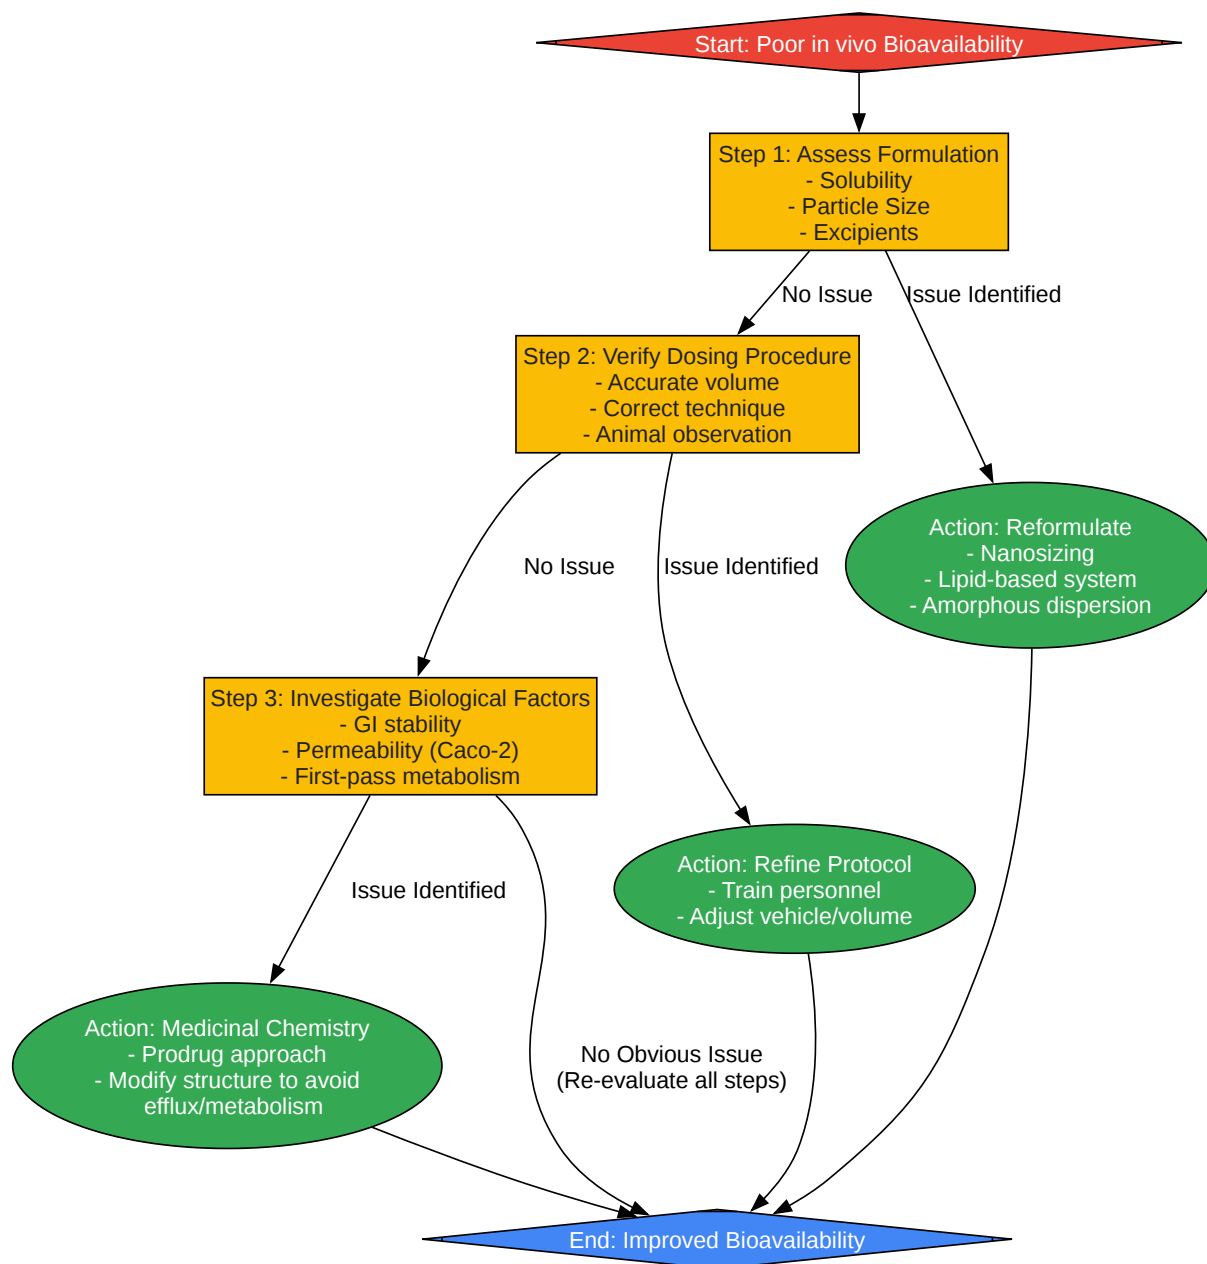 Start: Poor in vivo Bioavailability
Step 1: Assess Formulation
- Solubility
- Particle Size
- Excipients
No Issue
Issue Identified
Step 2: Verify Dosing Procedure
- Accurate volume
- Correct technique
- Animal observation
Action: Reformulate
- Nanosizing
- Lipid-based system
- Amorphous dispersion
No Issue
Issue Identified
Step 3: Investigate Biological Factors
- GI stability
- Permeability (Caco-2)
- First-pass metabolism
Action: Refine Protocol
- Train personnel
- Adjust vehicle/volume
Issue Identified
Action: Medicinal Chemistry
- Prodrug approach
- Modify structure to avoid
efflux/metabolism
No Obvious Issue
(Re-evaluate all steps)
End: Improved Bioavailability